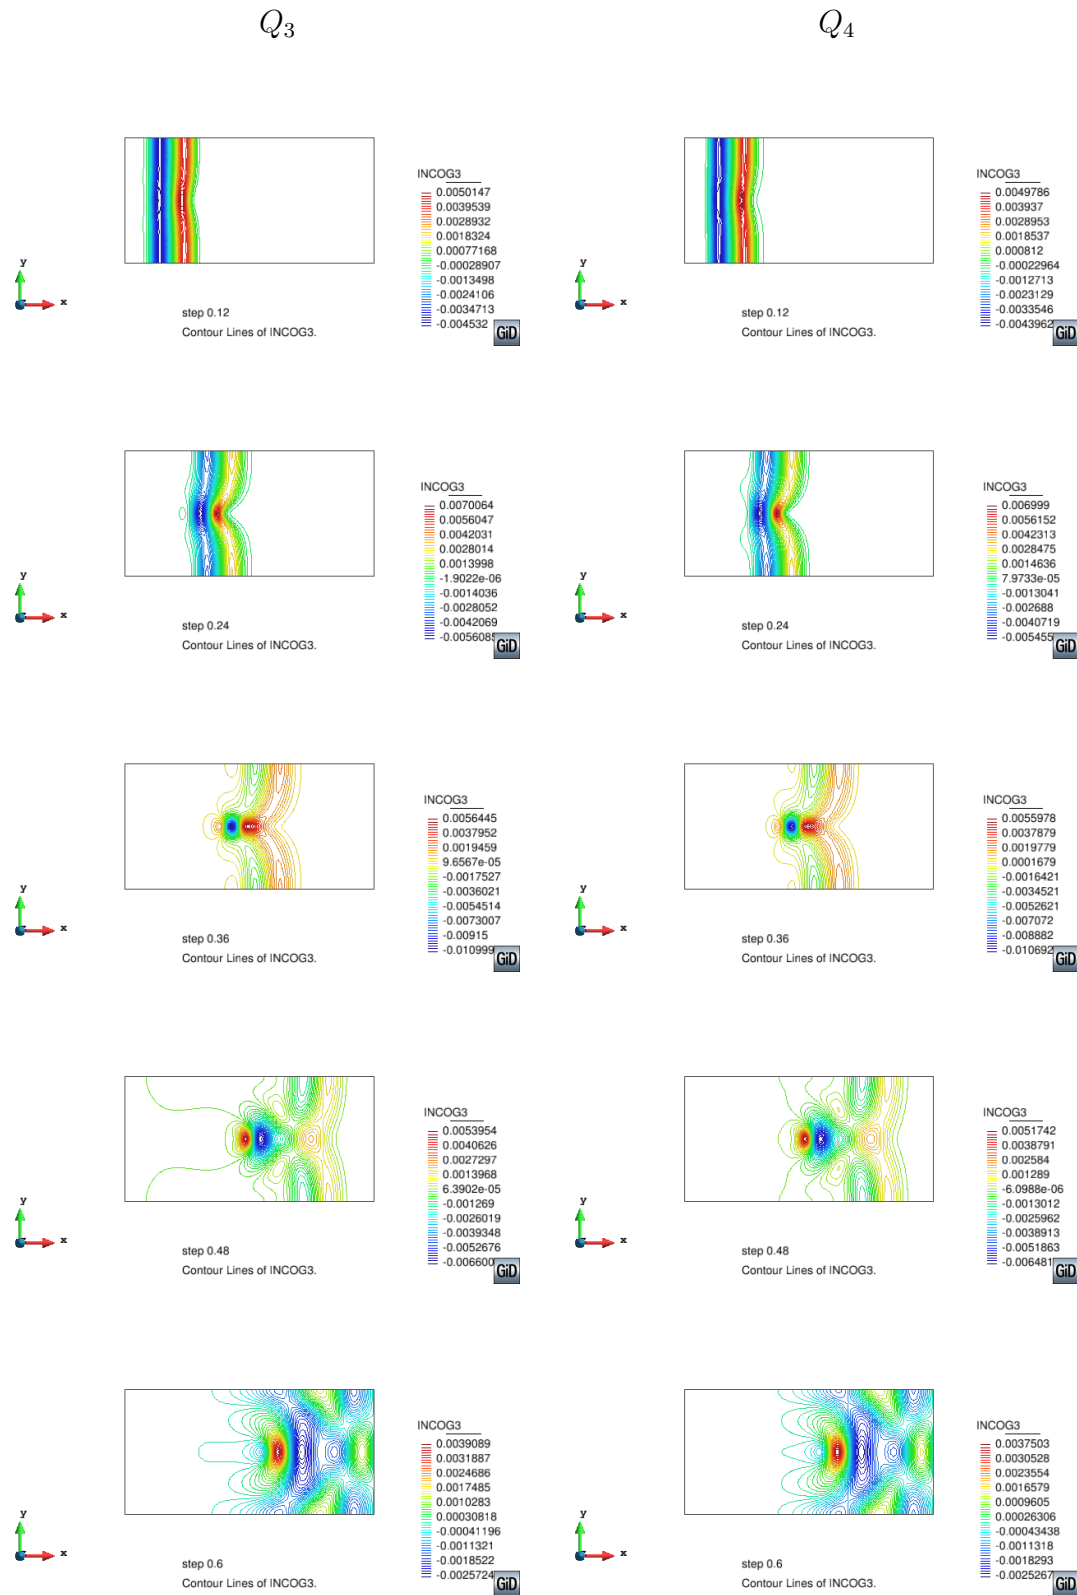 Q3 Q4
INCOG3
0.0050147
0.0039539
0.0028932
0.0018324
0.00077168
-0.00028907
-0.0013498
-0.0024106
-0.0034713
-0.004532
y
x
step 0.12
Contour Lines of INCOG3.
GiD
INCOG3
0.0049786
0.003937
0.0028953
0.0018537
0.000812
-0.00022964
-0.0012713
-0.0023129
-0.0033546
-0.0043962
y
x
step 0.12
Contour Lines of INCOG3.
GiD
INCOG3
0.0070064
0.0056047
0.0042031
0.0028014
0.0013998
-1.9022e-06
-0.0014036
-0.0028052
-0.0042069
-0.0056085
y
x
step 0.24
Contour Lines of INCOG3.
GiD
INCOG3
0.006999
0.0056152
0.0042313
0.0028475
0.0014636
7.9733e-05
-0.0013041
-0.002688
-0.0040719
-0.005455
y
x
step 0.24
Contour Lines of INCOG3.
GiD
INCOG3
0.0056445
0.0037952
0.0019459
9.6567e-05
-0.0017527
-0.0036021
-0.0054514
-0.0073007
-0.00915
-0.010999
y
x
step 0.36
Contour Lines of INCOG3.
GiD
INCOG3
0.0055978
0.0037879
0.0019779
0.0001679
-0.0016421
-0.0034521
-0.0052621
-0.007072
-0.008882
-0.010692
y
x
step 0.36
Contour Lines of INCOG3.
GiD
INCOG3
0.0053954
0.0040626
0.0027297
0.0013968
6.3902e-05
-0.001269
-0.0026019
-0.0039348
-0.0052676
-0.006600
y
x
step 0.48
Contour Lines of INCOG3.
GiD
INCOG3
0.0051742
0.0038791
0.002584
0.001289
-6.0988e-06
-0.0013012
-0.0025962
-0.0038913
-0.0051863
-0.006481
y
x
step 0.48
Contour Lines of INCOG3.
GiD
INCOG3
0.0039089
0.0031887
0.0024686
0.0017485
0.0010283
0.00030818
-0.00041196
-0.0011321
-0.0018522
-0.0025724
y
x
step 0.6
Contour Lines of INCOG3.
GiD
INCOG3
0.0037503
0.0030528
0.0023554
0.0016579
0.0009605
0.00026306
-0.00043438
-0.0011318
-0.0018293
-0.0025267
y
x
step 0.6
Contour Lines of INCOG3.
GiD